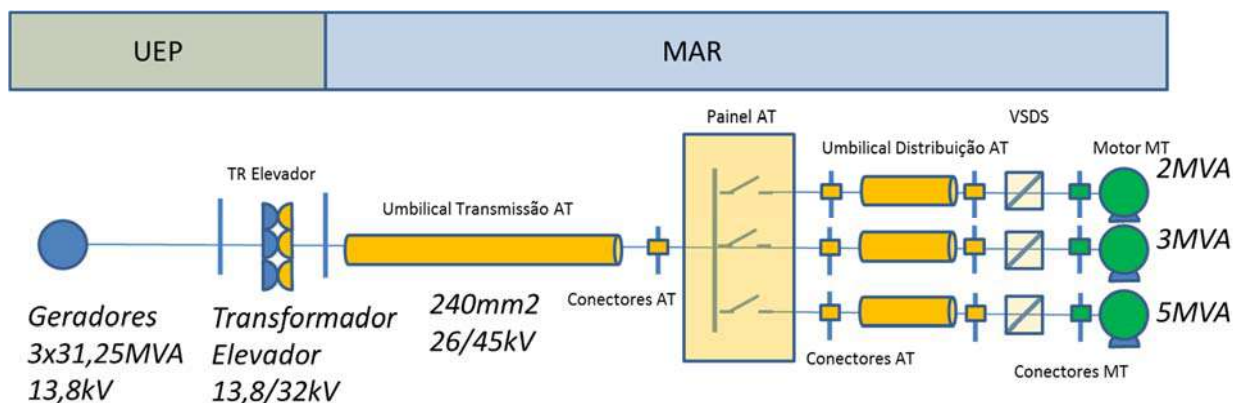 UEP
MAR
Painel AT
VSDS
Umbilical Distribuição AT
Motor MT
2MVA
TR Elevador
Umbilical Transmissão AT
3MVA
Conectores AT
5MVA
Geradores
3x31,25MVA
13,8kV
Transformador
Elevador
13,8/32kV
240mm2
26/45kV
Conectores AT
Conectores MT